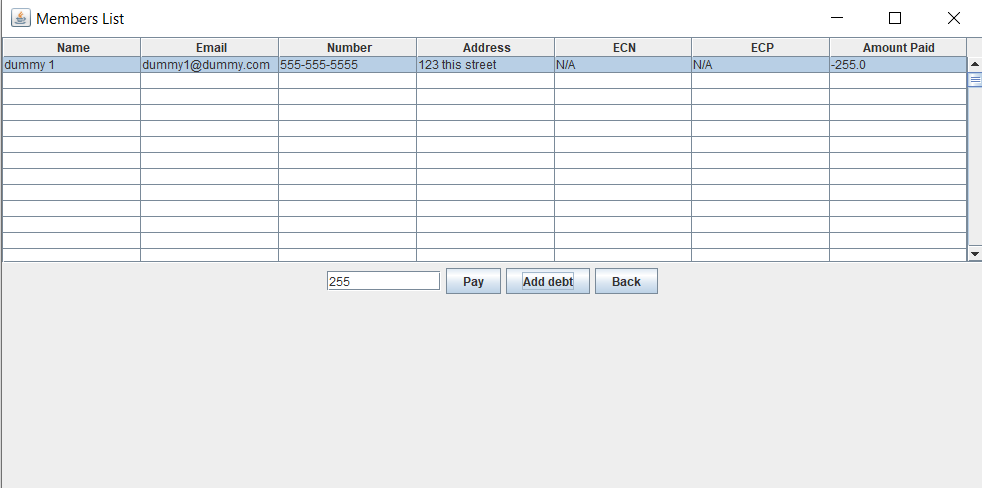 Members List
Name Email Number Address ECN ECP Amount Paid
dummy 1 dummy1@dummy.com 555-555-5555 123 this street N/A N/A -255.0
255 Pay Add debt Back